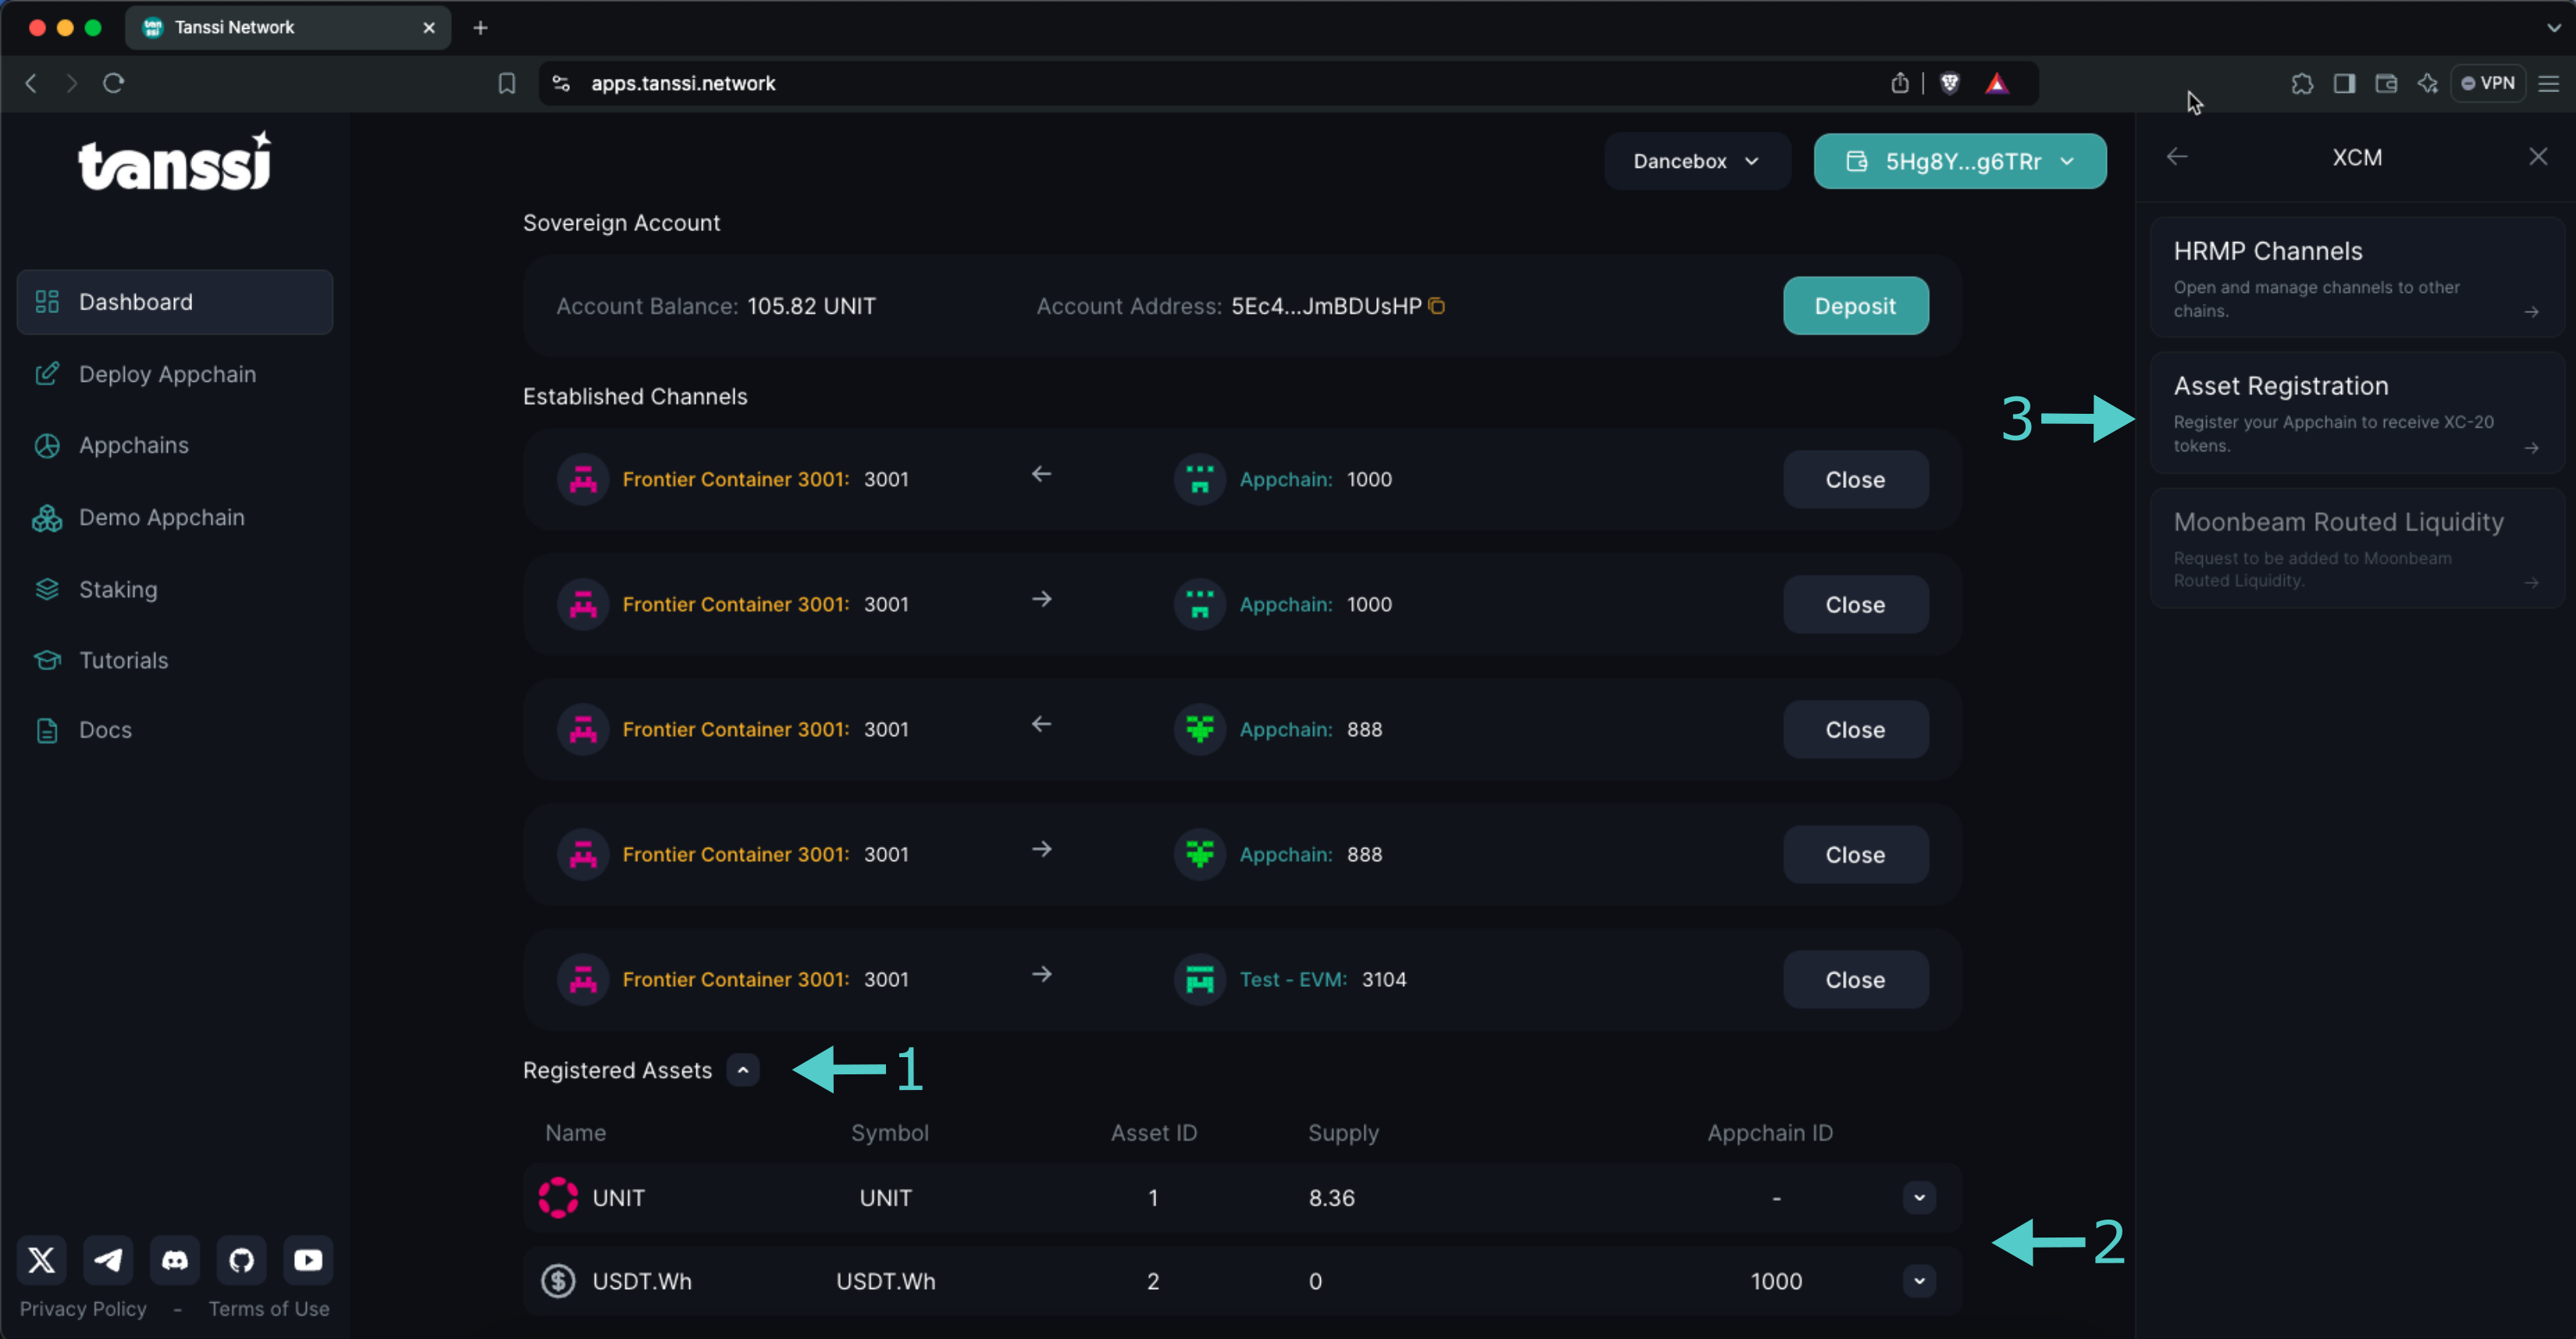 Tanssi Network
apps.tanssi.network
VPN
tanssi
Dashboard
Deploy Appchain
Appchains
Demo Appchain
Staking
Tutorials
Docs
Privacy Policy - Terms of Use
Dancebox
5Hg8Y...g6TRr
Sovereign Account
Account Balance: 105.82 UNIT
Account Address: 5Ec4...JmBDUsHP
Deposit
Established Channels
Frontier Container 3001: 3001 ← Appchain: 1000 Close
Frontier Container 3001: 3001 → Appchain: 1000 Close
Frontier Container 3001: 3001 ← Appchain: 888 Close
Frontier Container 3001: 3001 → Appchain: 888 Close
Frontier Container 3001: 3001 → Test - EVM: 3104 Close
Registered Assets
1
Name Symbol Asset ID Supply Appchain ID
UNIT UNIT 1 8.36 -
USDT.Wh USDT.Wh 2 0 1000
2
XCM
HRMP Channels
Open and manage channels to other
chains.
3
Asset Registration
Register your Appchain to receive XC-20
tokens.
Moonbeam Routed Liquidity
Request to be added to Moonbeam
Routed Liquidity.